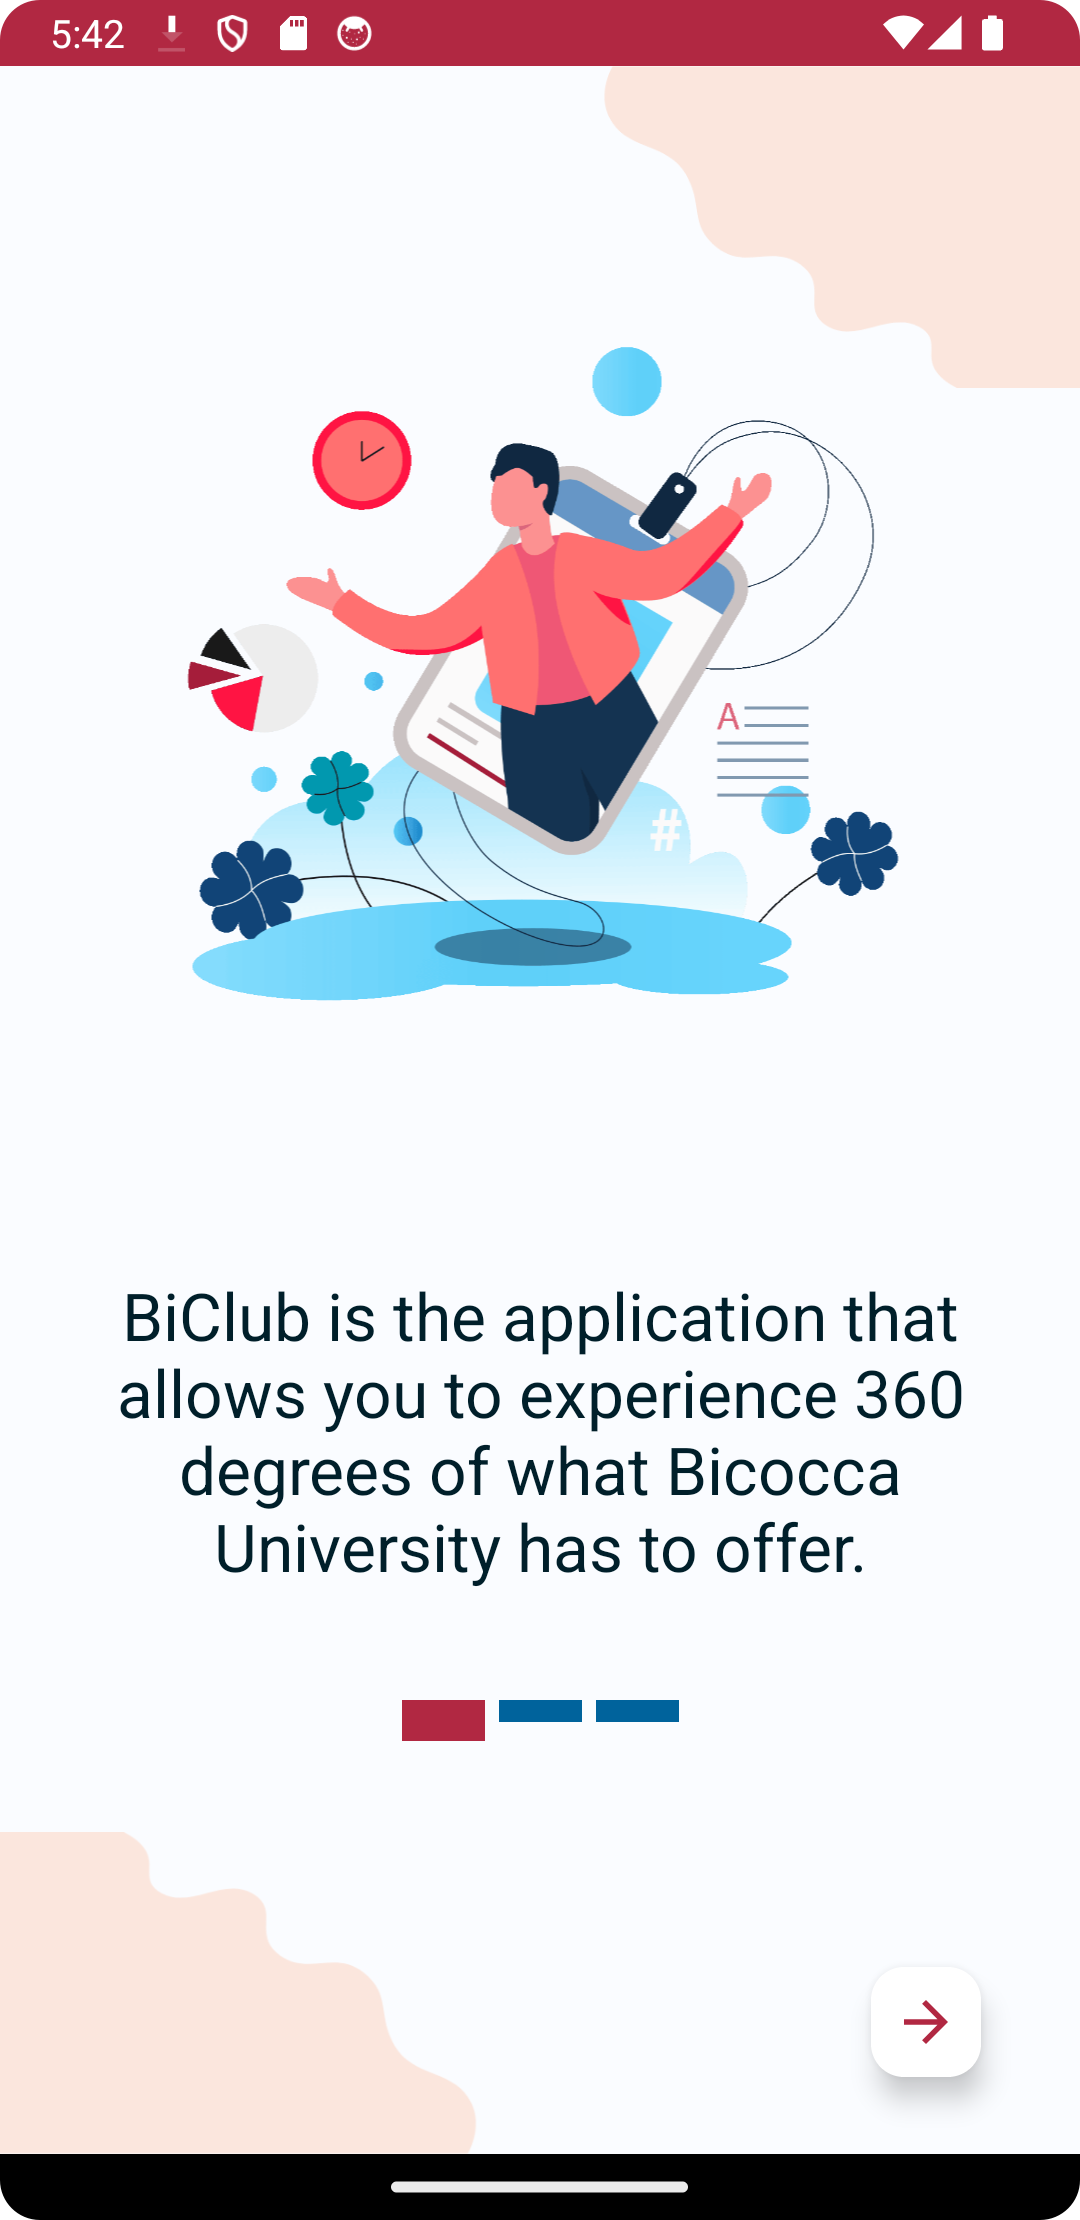 5:42
A
#
BiClub is the application that
allows you to experience 360
degrees of what Bicocca
University has to offer.